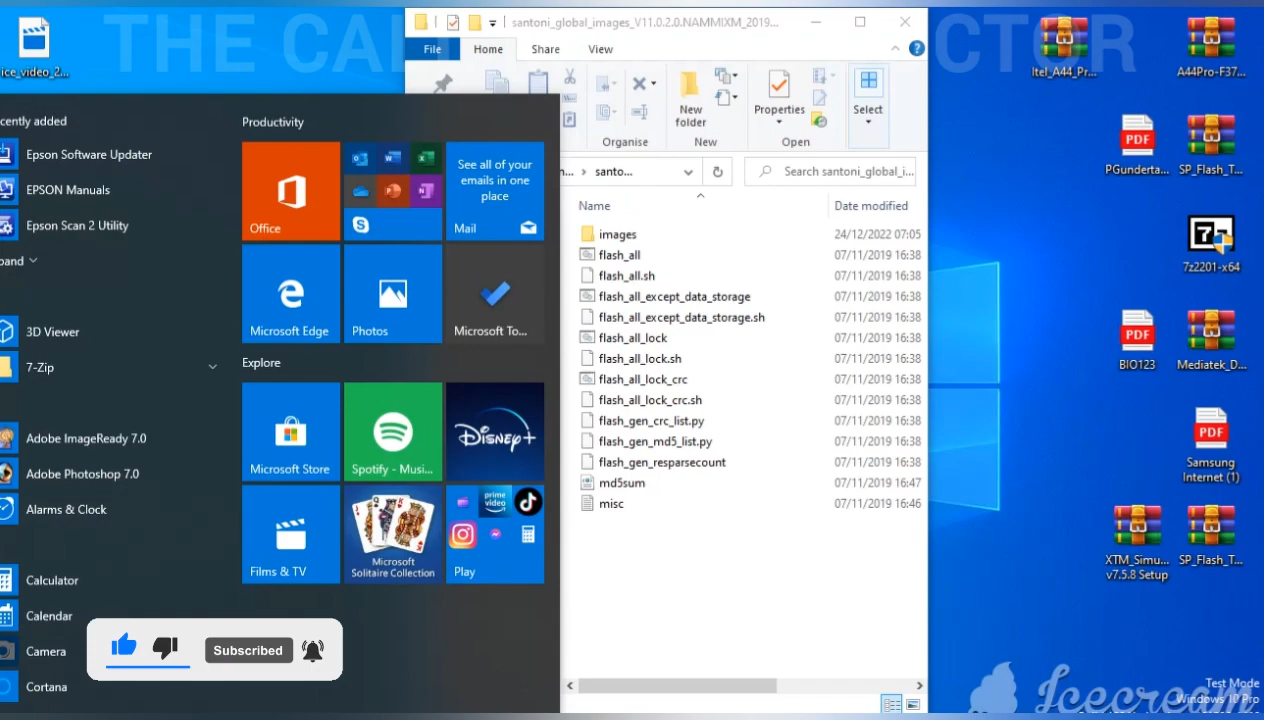 THE CA
CTOR
ice_video_2...
santoni_global_images_V11.0.2.0.NAMMIXM_2019...
File
Home
Share
View
New folder
Properties
Select
Organise
New
Open
santo...
Search santoni_global_i...
Name
Date modified
images 24/12/2022 07:05
flash_all 07/11/2019 16:38
flash_all.sh 07/11/2019 16:38
flash_all_except_data_storage 07/11/2019 16:38
flash_all_except_data_storage.sh 07/11/2019 16:38
flash_all_lock 07/11/2019 16:38
flash_all_lock.sh 07/11/2019 16:38
flash_all_lock_crc 07/11/2019 16:38
flash_all_lock_crc.sh 07/11/2019 16:38
flash_gen_crc_list.py 07/11/2019 16:38
flash_gen_md5_list.py 07/11/2019 16:38
flash_gen_resparsecount 07/11/2019 16:38
md5sum 07/11/2019 16:47
misc 07/11/2019 16:46
cently added
Epson Software Updater
EPSON Manuals
Epson Scan 2 Utility
pand
3D Viewer
7-Zip
Adobe ImageReady 7.0
Adobe Photoshop 7.0
Alarms & Clock
Calculator
Calendar
Camera
Cortana
Productivity
Office
See all of your
emails in one
place
Mail
Microsoft Edge
Photos
Microsoft To...
Explore
Microsoft Store
Spotify - Musi...
Disney+
Films & TV
Microsoft
Solitaire Collection
prime
video
Play
Subscribed
Itel_A44_Pr...
A44Pro-F37...
PDF
PGunderta...
SP_Flash_T...
7z
7z2201-x64
PDF
BIO123
Mediatek_D...
PDF
Samsung
Internet (1)
XTM_Simu...
v7.5.8 Setup
SP_Flash_T...
Test Mode
Windows 10 Pro
Icecream